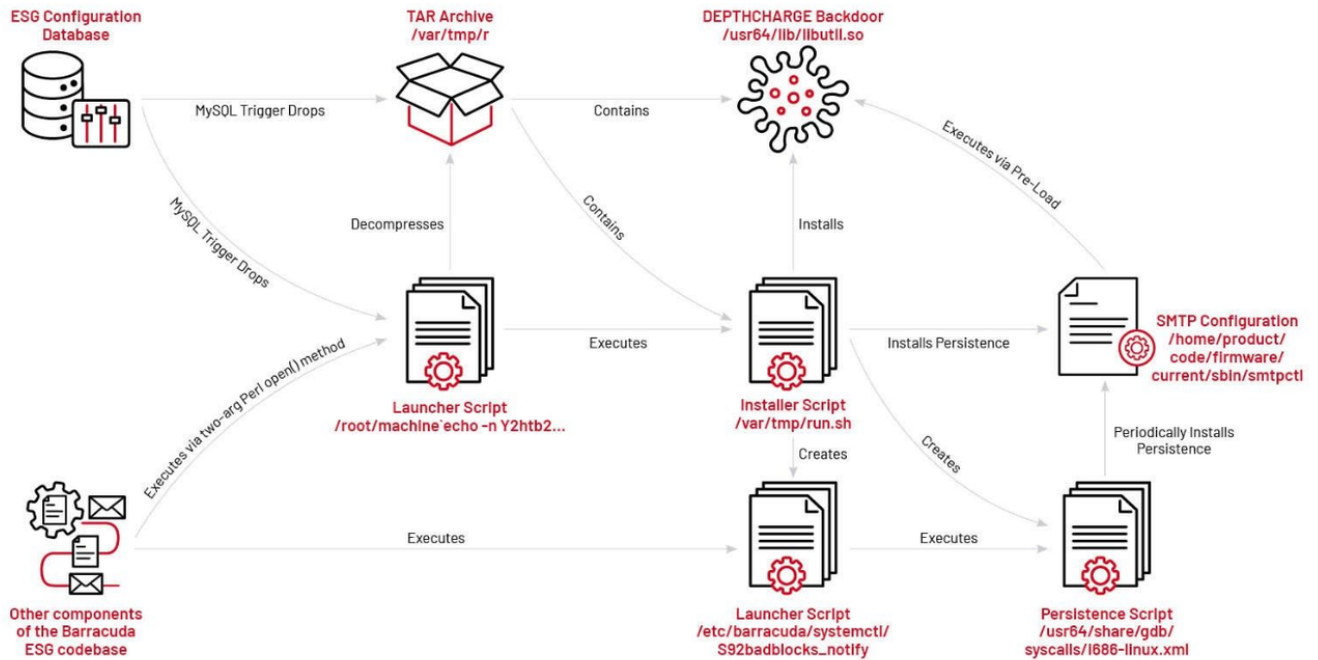 ESG Configuration
Database
TAR Archive
/var/tmp/r
DEPTHCHARGE Backdoor
/usr64/lib/libutil.so
MySQL Trigger Drops
Contains
Executes via Pre-Load
MySQL Trigger Drops
Decompresses
Contains
Installs
Executes via two-arg Perl open() method
Executes
Installs Persistence
SMTP Configuration
/home/product/
code/firmware/
current/sbin/smtpctl
Launcher Script
/root/machine`echo -n Y2htb2...
Installer Script
/var/tmp/run.sh
Creates
Creates
Periodically Installs
Persistence
Executes
Executes
Other components
of the Barracuda
ESG codebase
Launcher Script
/etc/barracuda/systemctl/
S92badblocks_notify
Persistence Script
/usr64/share/gdb/
syscalls/i686-linux.xml